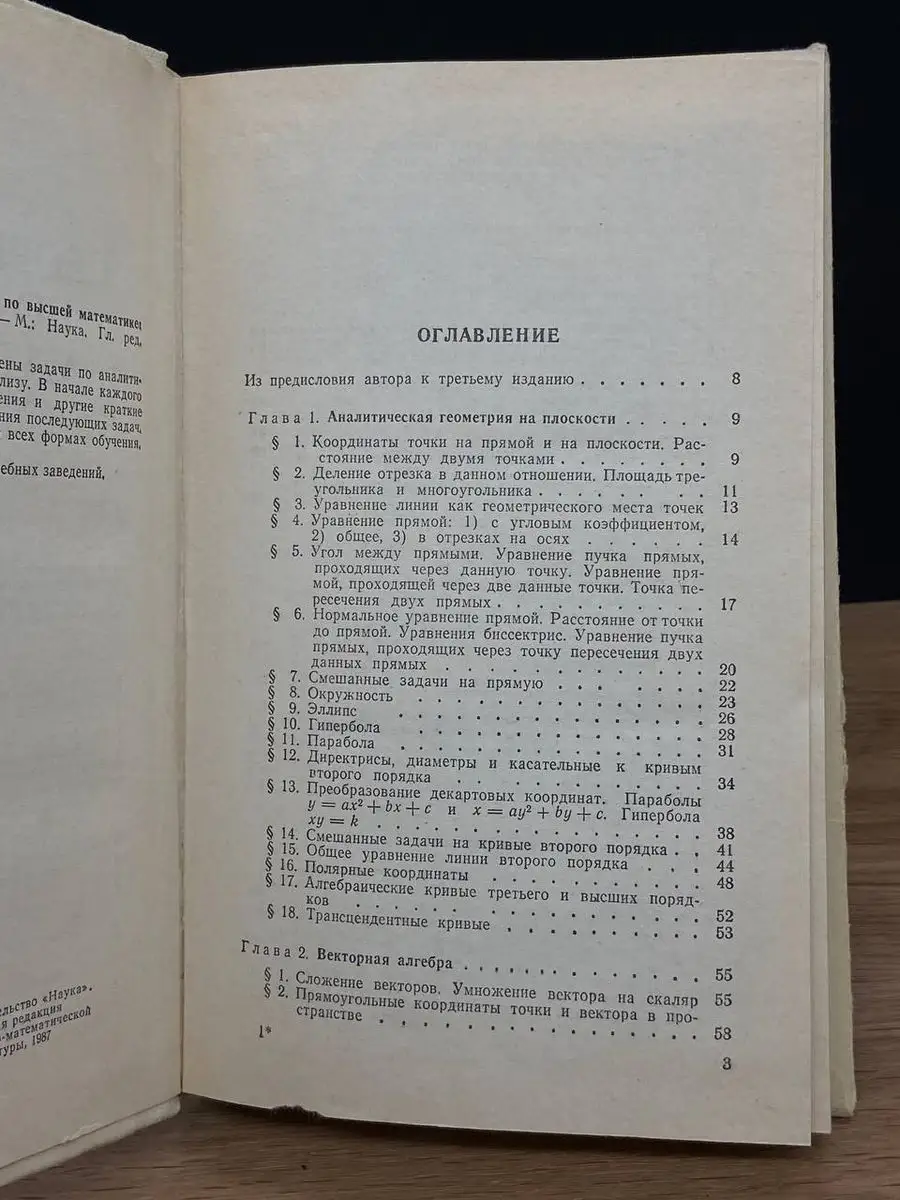 по высшей математике:
— М.: Наука. Гл. ред.
ены задачи по аналити-
лизу. В начале каждого
ения и другие краткие
ния последующих задач,
всех формах обучения,
ебных заведений.
ельство «Наука».
я редакция
-математической
туры, 1987
ОГЛАВЛЕНИЕ
Из предисловия автора к третьему изданию . . . . . . . 8
Глава 1. Аналитическая геометрия на плоскости . . . . . 9
§ 1. Координаты точки на прямой и на плоскости. Рас-
стояние между двумя точками . . . . . . . . 9
§ 2. Деление отрезка в данном отношении. Площадь тре-
угольника и многоугольника . . . . . . . . 11
§ 3. Уравнение линии как геометрического места точек 13
§ 4. Уравнение прямой: 1) с угловым коэффициентом,
2) общее, 3) в отрезках на осях . . . . . . 14
§ 5. Угол между прямыми. Уравнение пучка прямых,
проходящих через данную точку. Уравнение пря-
мой, проходящей через две данные точки. Точка пе-
ресечения двух прямых . . . . . . . . . . . 17
§ 6. Нормальное уравнение прямой. Расстояние от точки
до прямой. Уравнения биссектрис. Уравнение пучка
прямых, проходящих через точку пересечения двух
данных прямых . . . . . . . . . . . . . 20
§ 7. Смешанные задачи на прямую . . . . . . . . 22
§ 8. Окружность . . . . . . . . . . . . . . . 23
§ 9. Эллипс . . . . . . . . . . . . . . . . 26
§ 10. Гипербола . . . . . . . . . . . . . . . 28
§ 11. Парабола . . . . . . . . . . . . . . . 31
§ 12. Директрисы, диаметры и касательные к кривым
второго порядка . . . . . . . . . . . . . 34
§ 13. Преобразование декартовых координат. Параболы
y = ax² + bx + c и x = ay² + by + c. Гипербола
xy = k . . . . . . . . . . . . . . . . . 38
§ 14. Смешанные задачи на кривые второго порядка . . 41
§ 15. Общее уравнение линии второго порядка . . . . 44
§ 16. Полярные координаты . . . . . . . . . . . 48
§ 17. Алгебраические кривые третьего и высших поряд-
ков . . . . . . . . . . . . . . . . . . 52
§ 18. Трансцендентные кривые . . . . . . . . . . 53
Глава 2. Векторная алгебра . . . . . . . . . . . . . 55
§ 1. Сложение векторов. Умножение вектора на скаляр 55
§ 2. Прямоугольные координаты точки и вектора в про-
странстве . . . . . . . . . . . . . . . . 58
1*
3